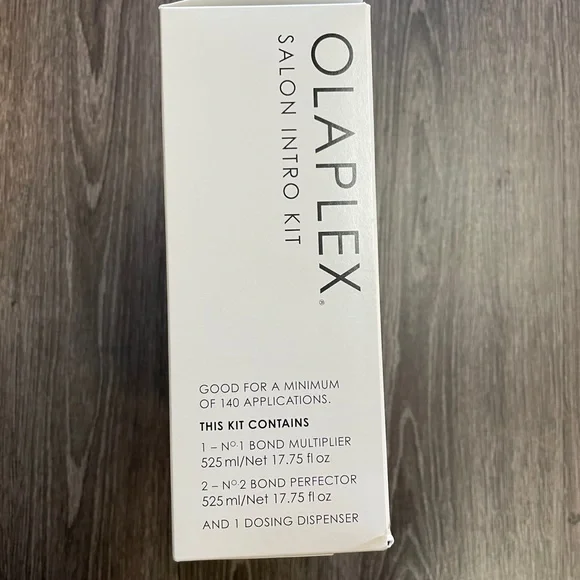 OLAPLEX®
SALON INTRO KIT
GOOD FOR A MINIMUM
OF 140 APPLICATIONS.
THIS KIT CONTAINS
1 – Nº1 BOND MULTIPLIER
525 ml/Net 17.75 fl oz
2 – Nº2 BOND PERFECTOR
525 ml/Net 17.75 fl oz
AND 1 DOSING DISPENSER